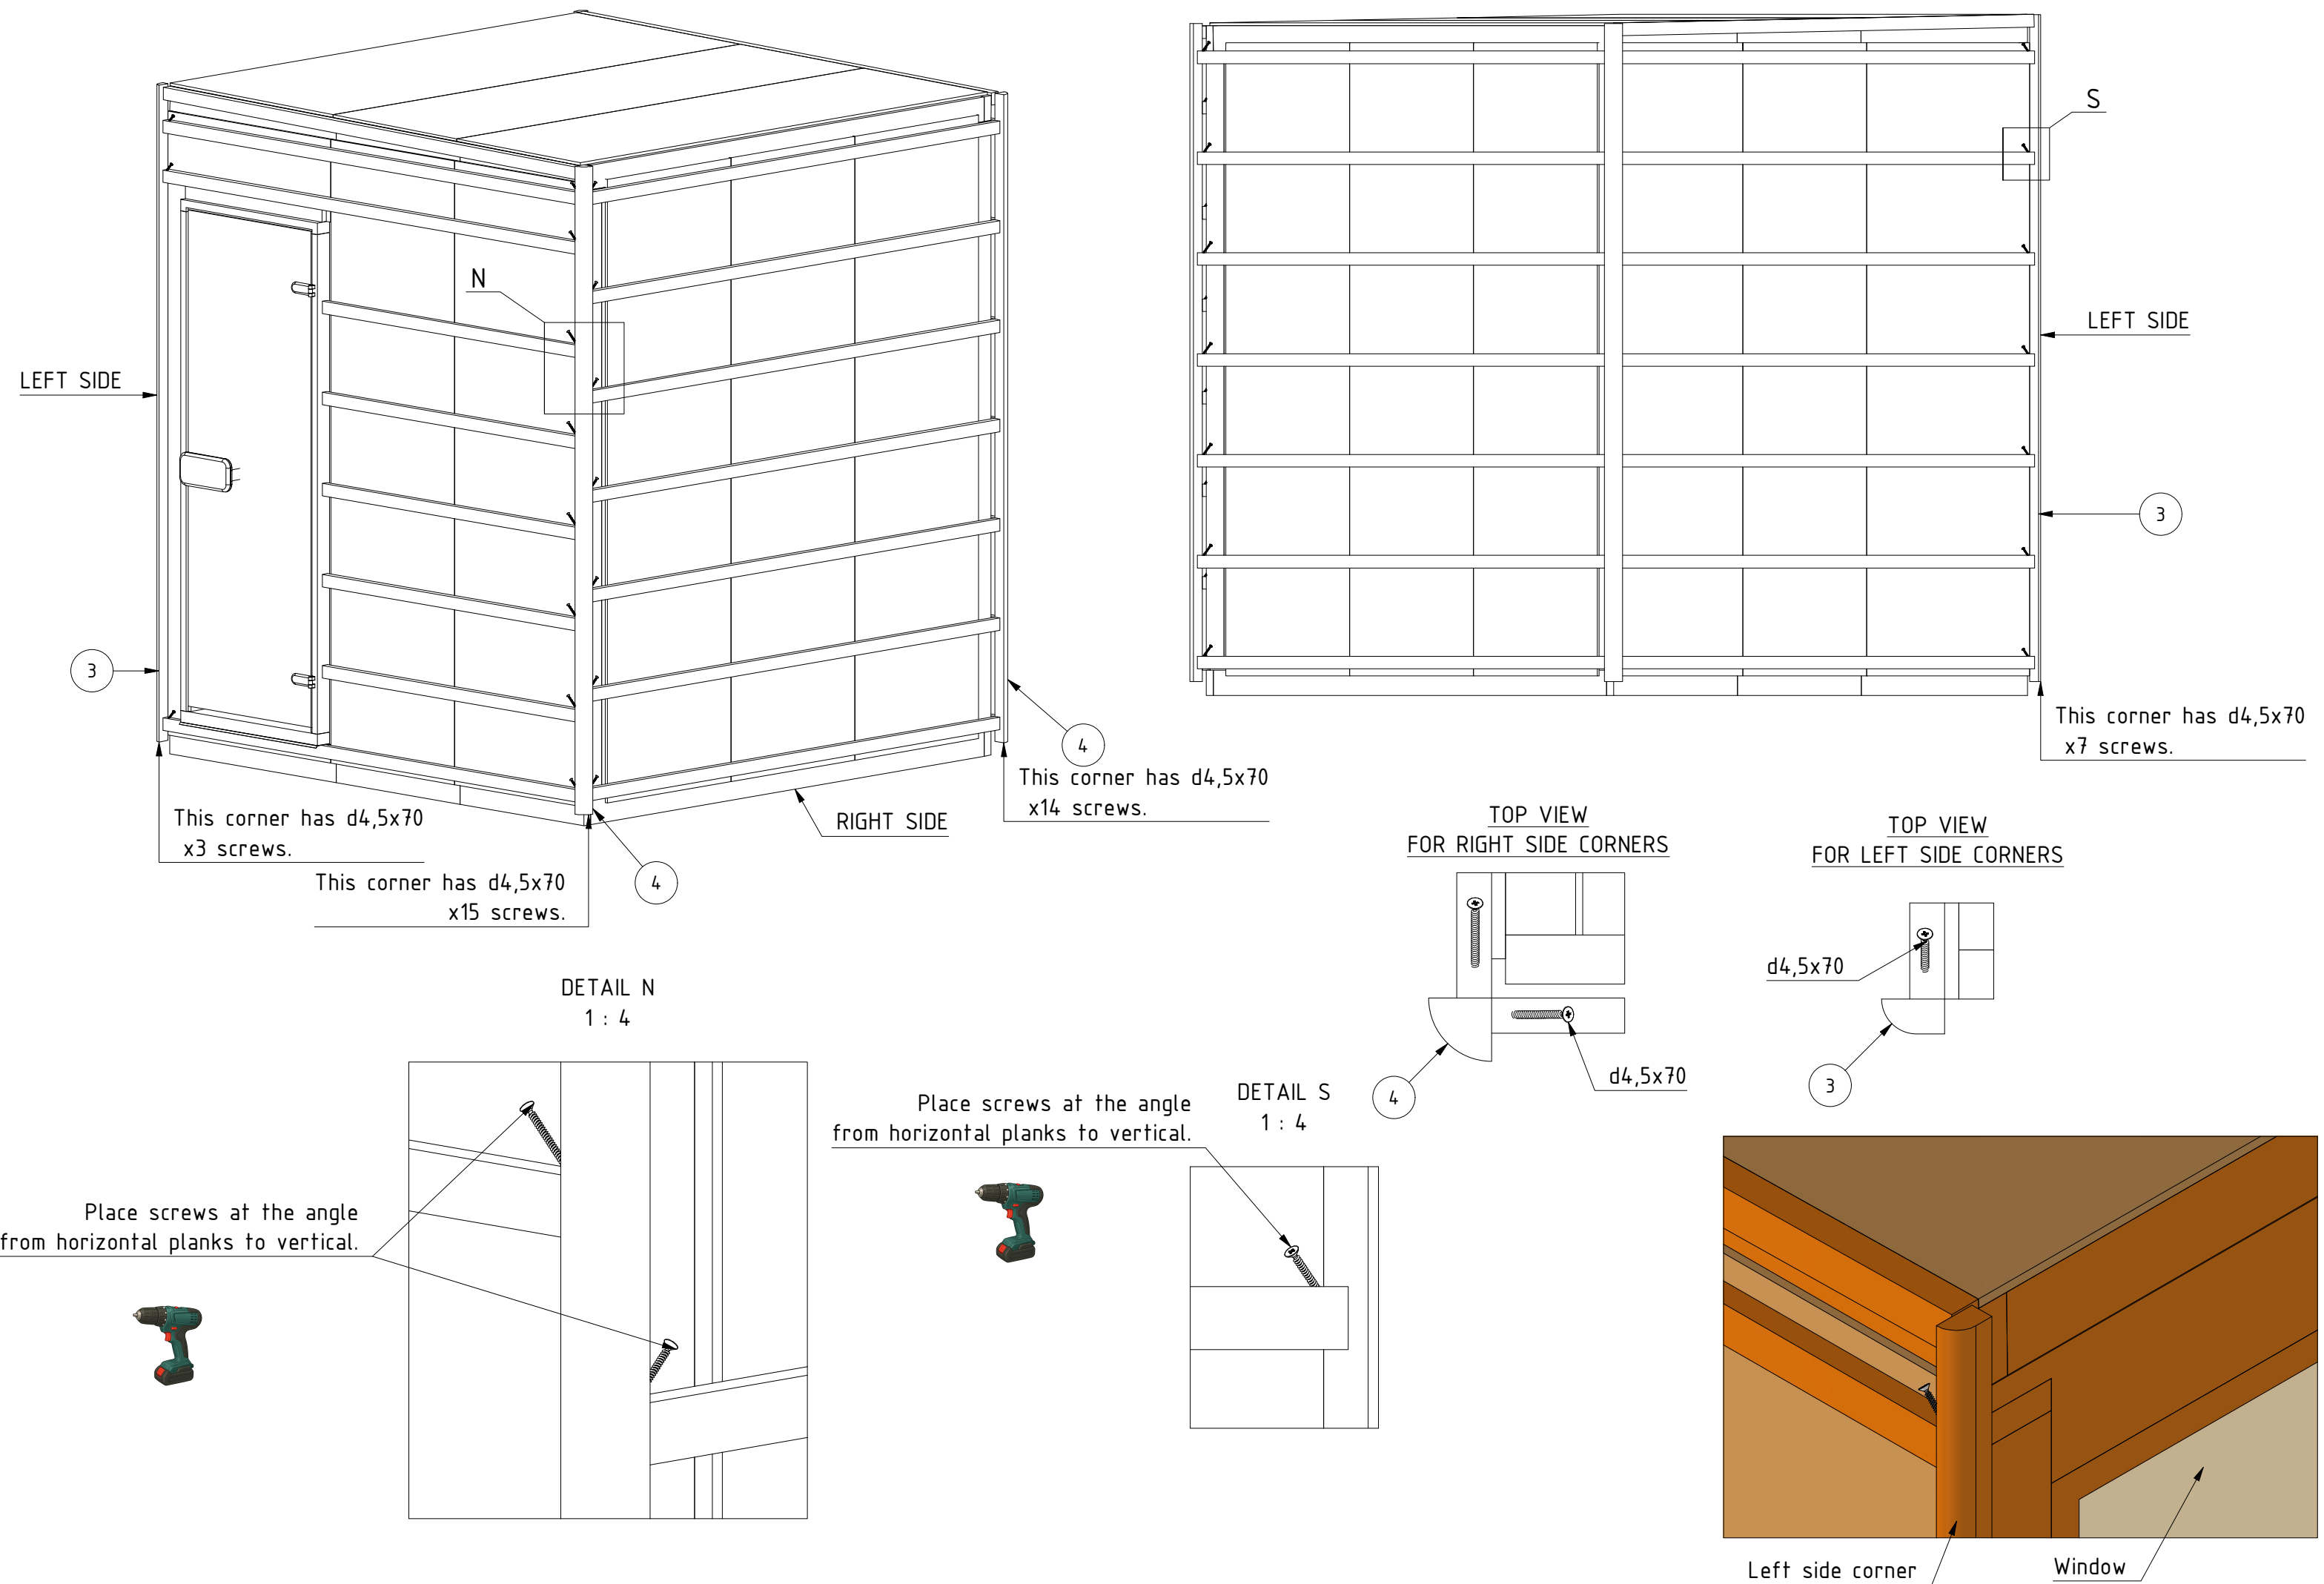 S
N
LEFT SIDE
LEFT SIDE
3
3
4
This corner has d4,5x70
x7 screws.
This corner has d4,5x70
x14 screws.
This corner has d4,5x70
x3 screws.
RIGHT SIDE
This corner has d4,5x70
x15 screws.
4
TOP VIEW
FOR RIGHT SIDE CORNERS
TOP VIEW
FOR LEFT SIDE CORNERS
d4,5x70
d4,5x70
4
3
DETAIL N
1 : 4
Place screws at the angle
from horizontal planks to vertical.
DETAIL S
1 : 4
Place screws at the angle
from horizontal planks to vertical.
Left side corner
Window